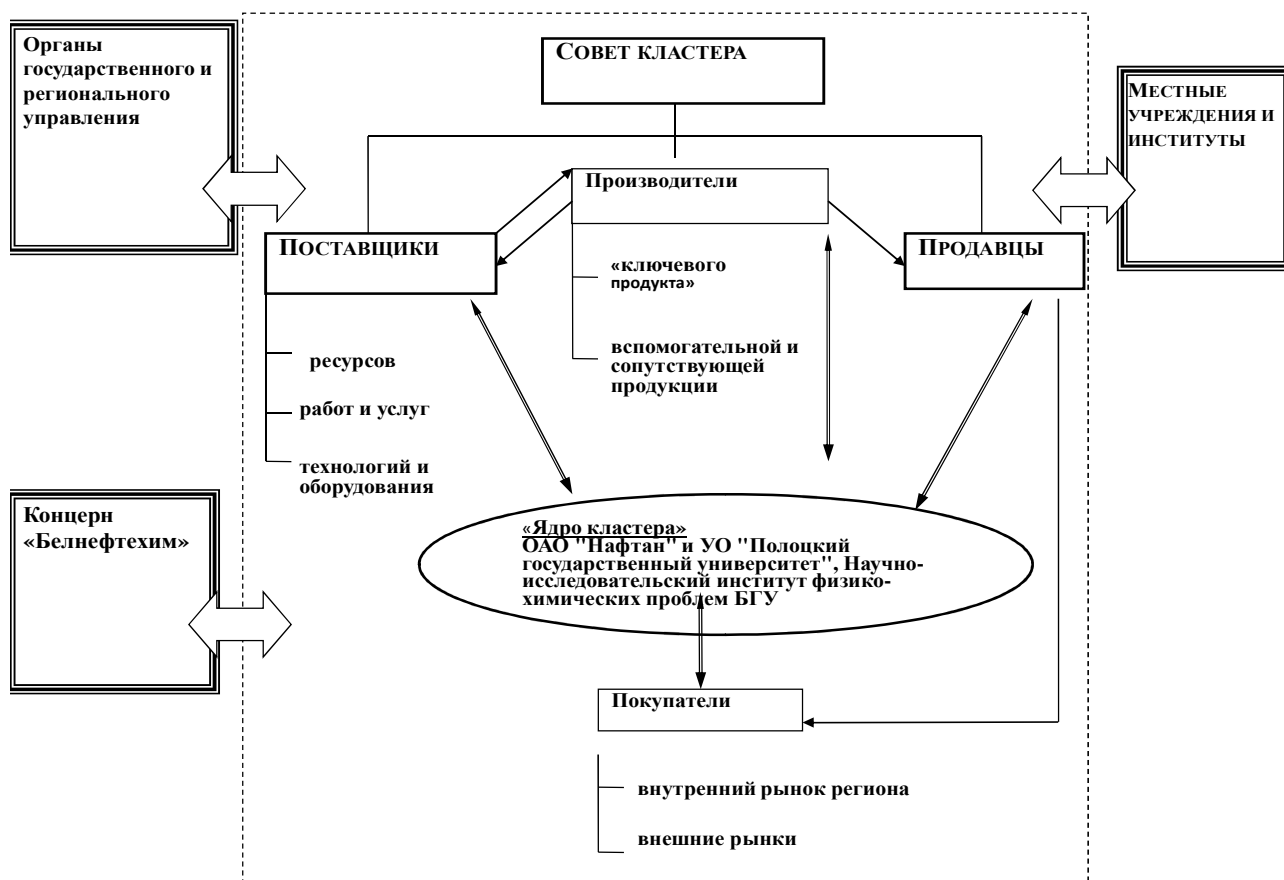 Органы
государственного и
регионального
управления
СОВЕТ КЛАСТЕРА
МЕСТНЫЕ
УЧРЕЖДЕНИЯ И
ИНСТИТУТЫ
Производители
ПОСТАВЩИКИ
ПРОДАВЦЫ
«ключевого
продукта»
вспомогательной и
сопутствующей
продукции
ресурсов
работ и услуг
технологий и
оборудования
Концерн
«Белнефтехим»
«Ядро кластера»
ОАО "Нафтан" и УО "Полоцкий
государственный университет", Научно-
исследовательский институт физико-
химических проблем БГУ
Покупатели
внутренний рынок региона
внешние рынки